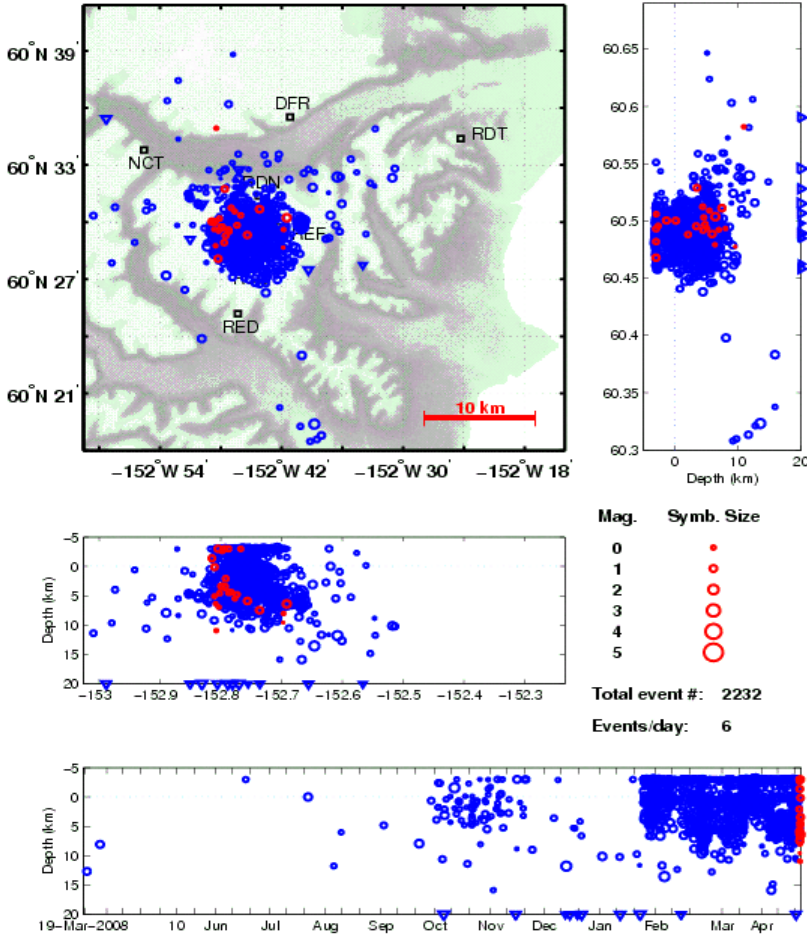 60°N 39'
60°N 33'
60°N 27'
60°N 21'
DFR
RDT
NCT
RDN
REF
RED
10 km
−152°W 54'
−152°W 42'
−152°W 30'
−152°W 18'
60.65
60.6
60.55
60.5
60.45
60.4
60.35
60.3
0
10
20
Depth (km)
−5
0
5
10
15
20
Depth (km)
−153
−152.9
−152.8
−152.7
−152.6
−152.5
−152.4
−152.3
Mag. Symb. Size
0
1
2
3
4
5
Total event #: 2232
Events/day: 6
−5
0
5
10
15
20
Depth (km)
19−Mar−2008 10 Jun Jul Aug Sep Oct Nov Dec Jan Feb Mar Apr